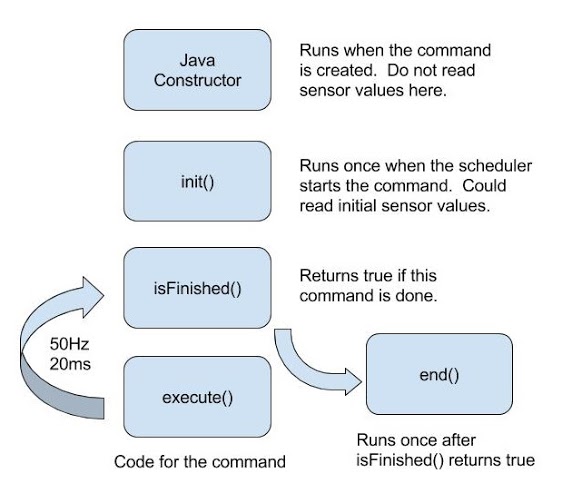 Java
Constructor
Runs when the command
is created. Do not read
sensor values here.
init()
Runs once when the scheduler
starts the command. Could
read initial sensor values.
isFinished()
Returns true if this
command is done.
50Hz
20ms
execute()
Code for the command
end()
Runs once after
isFinished() returns true